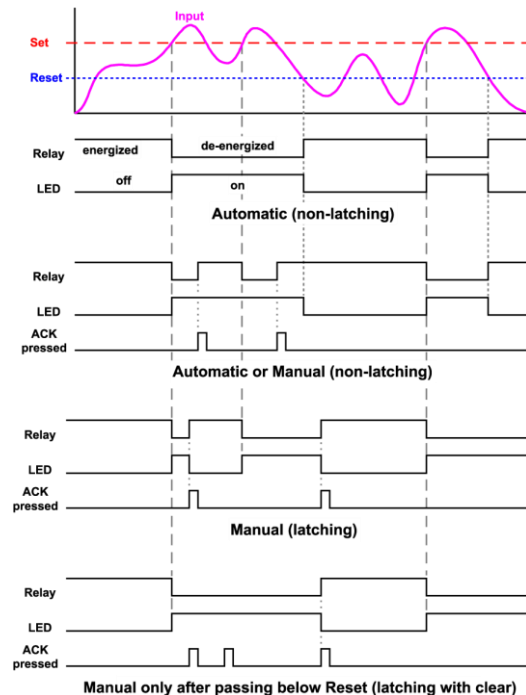 Input
Set
Reset
energized
de-energized
Relay
LED
off
on
Automatic (non-latching)
Relay
LED
ACK
pressed
Automatic or Manual (non-latching)
Relay
LED
ACK
pressed
Manual (latching)
Relay
LED
ACK
pressed
Manual only after passing below Reset (latching with clear)